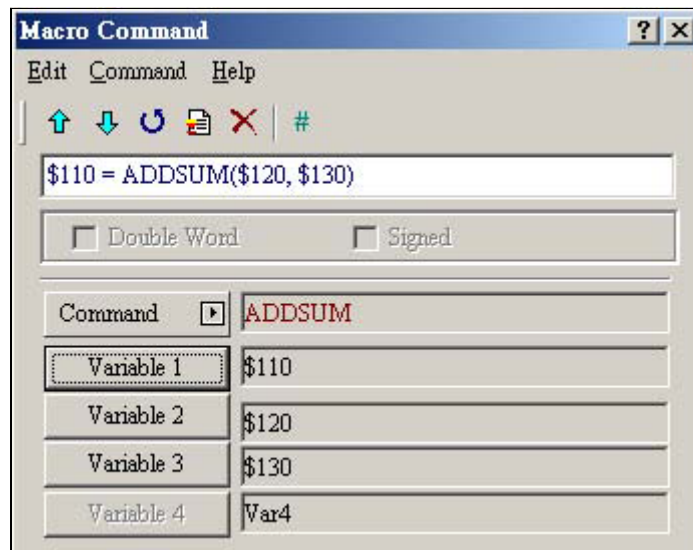 Macro Command
Edit Command Help
#
$110 = ADDSUM($120, $130)
Double Word Signed
Command ADDSUM
Variable 1 $110
Variable 2 $120
Variable 3 $130
Variable 4 Var4